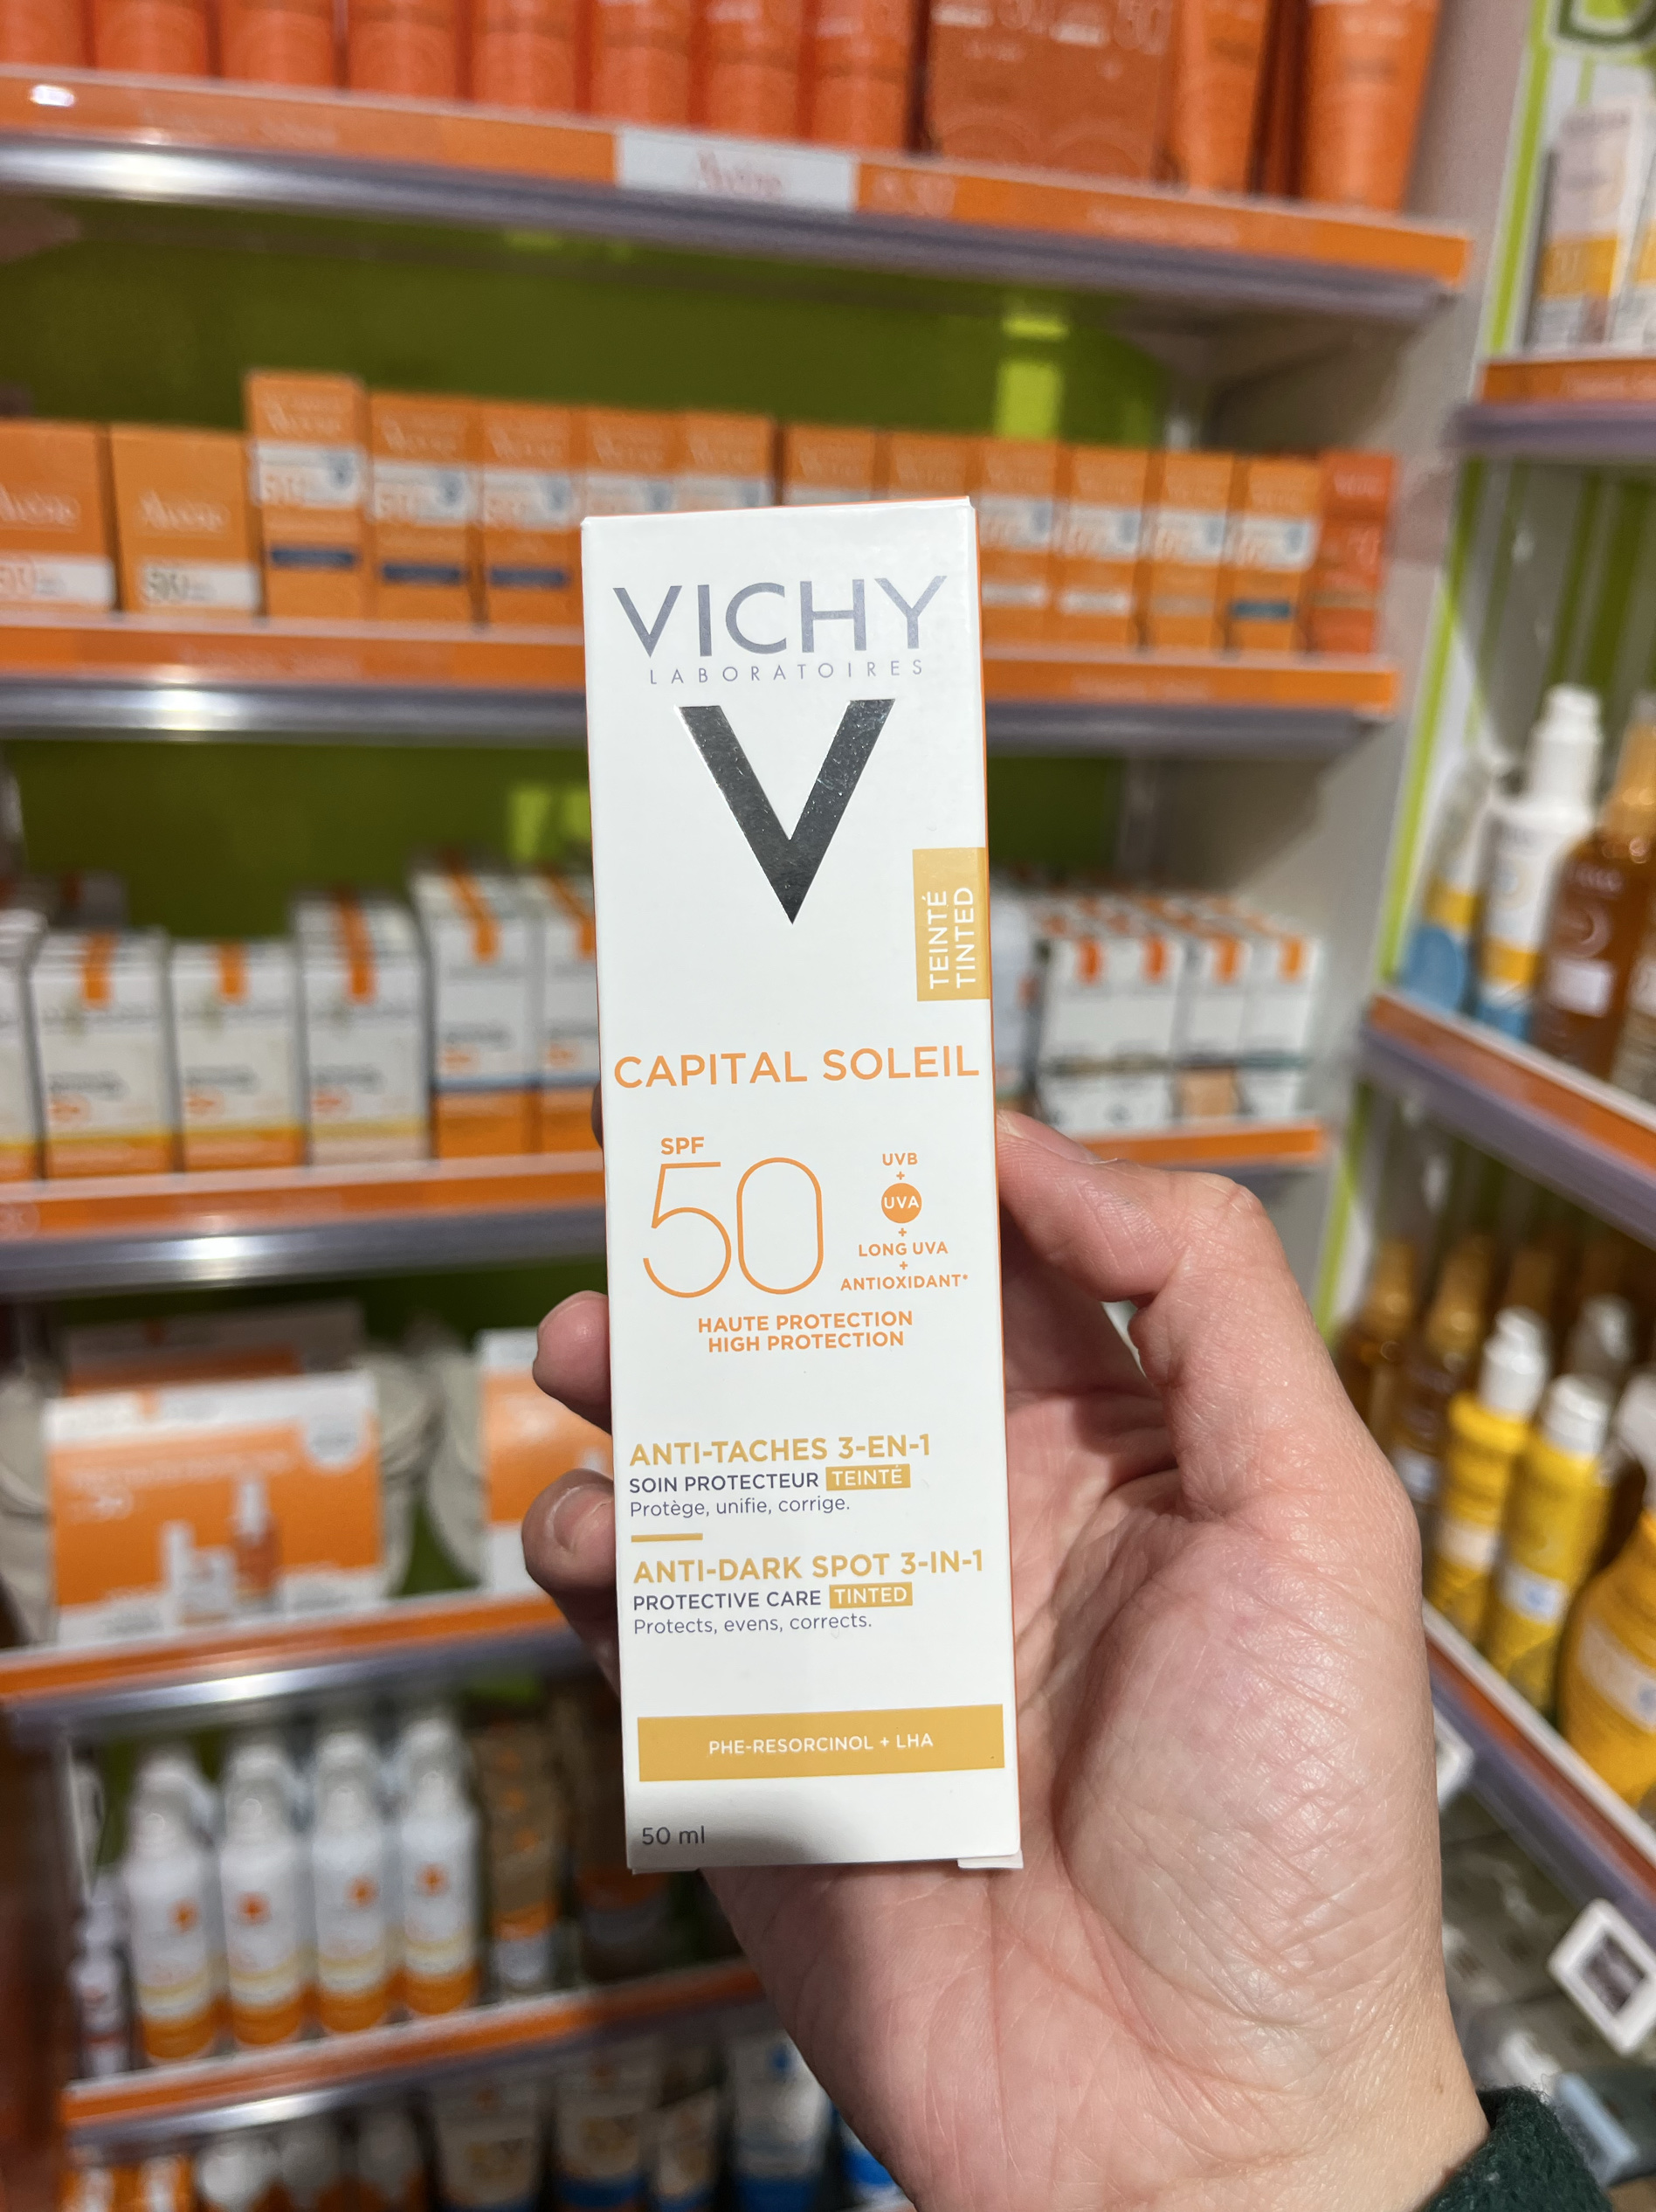 VICHY
LABORATOIRES
V
TEINTÉ
TINTED
CAPITAL SOLEIL
SPF
50
UVB
+
UVA
+
LONG UVA
+
ANTIOXIDANT*
HAUTE PROTECTION
HIGH PROTECTION
ANTI-TACHES 3-EN-1
SOIN PROTECTEUR TEINTÉ
Protège, unifie, corrige.
ANTI-DARK SPOT 3-IN-1
PROTECTIVE CARE TINTED
Protects, evens, corrects.
PHE-RESORCINOL + LHA
50 ml